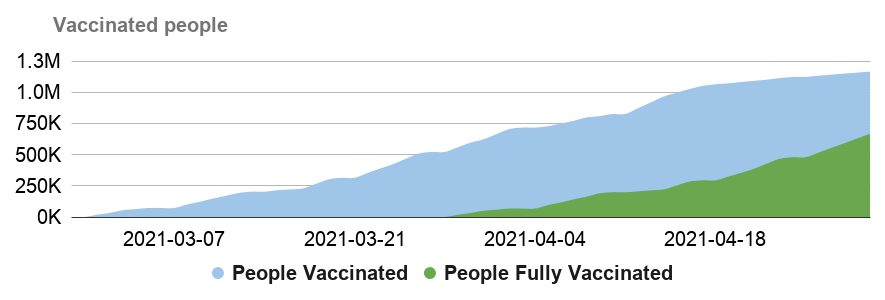 Vaccinated people
1.3M
1.0M
750K
500K
250K
0K
2021-03-07 2021-03-21 2021-04-04 2021-04-18
People Vaccinated People Fully Vaccinated